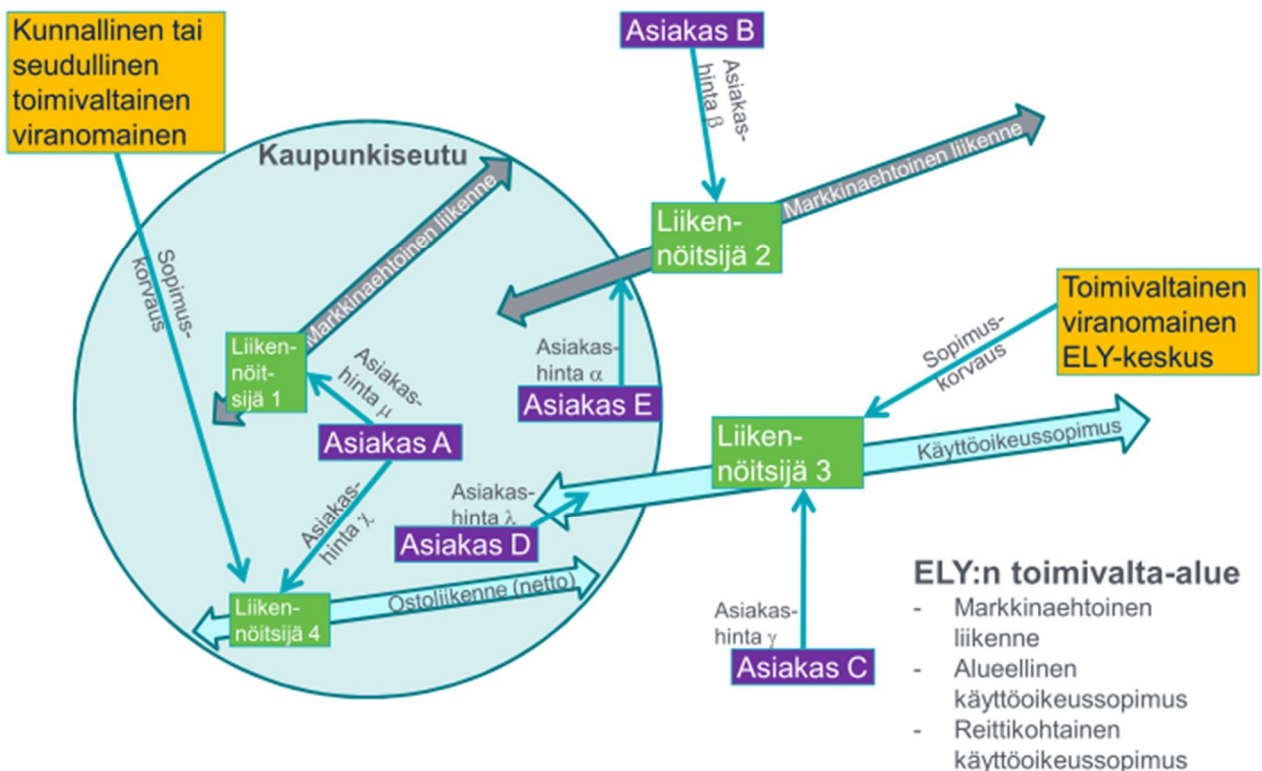 Kunnallinen tai
seudullinen
toimivaltainen
viranomainen
Asiakas B
Asiakas-
hinta β
Kaupunkiseutu
Markkinaehtoinen liikenne
Markkinaehtoinen liikenne
Liiken-
nöitsijä 2
Sopimus-
korvaus
Toimivaltainen
viranomainen
ELY-keskus
Sopimus-
korvaus
Liiken-
nöit-
sijä 1
Asiakas-
hinta μ
Asiakas-
hinta α
Asiakas E
Asiakas A
Liiken-
nöitsijä 3
Käyttöoikeussopimus
Asiakas-
hinta χ
Asiakas-
hinta λ
Asiakas D
Ostoliikenne (netto)
Liiken-
nöitsijä 4
Asiakas-
hinta γ
Asiakas C
ELY:n toimivalta-alue
- Markkinaehtoinen
liikenne
- Alueellinen
käyttöoikeussopimus
- Reittikohtainen
käyttöoikeussopimus